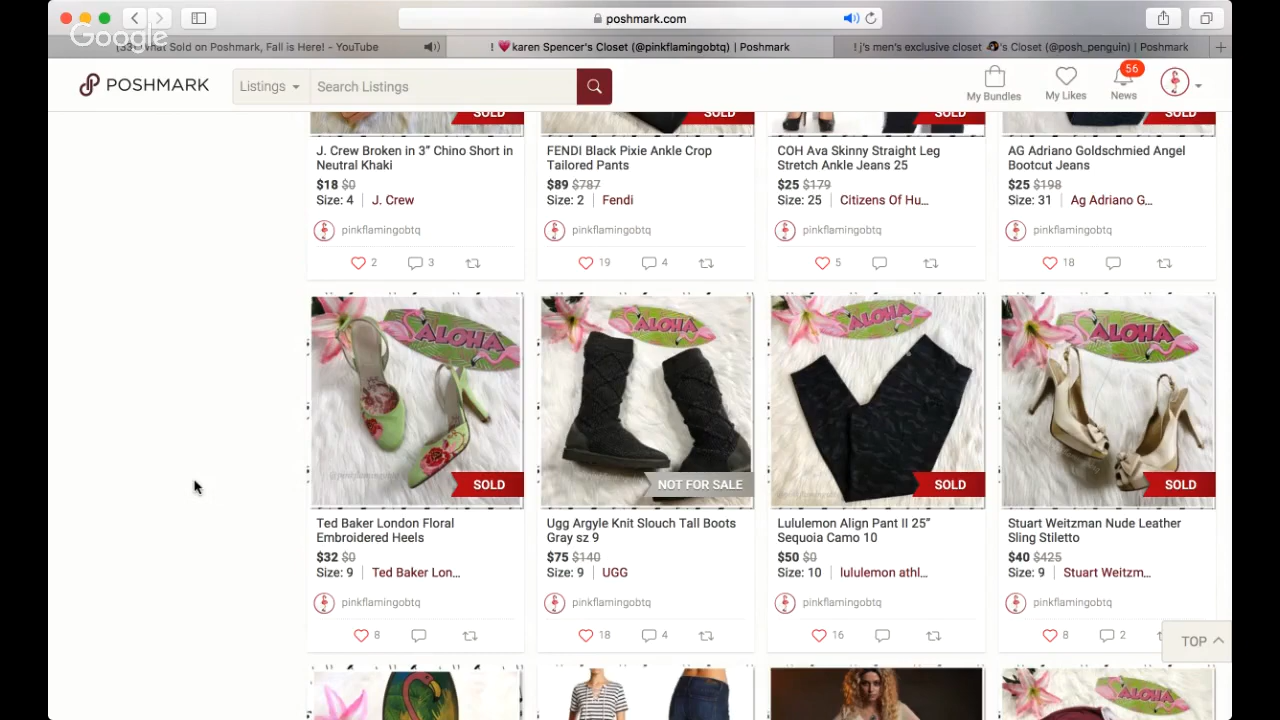 poshmark.com
Google
(33) What Sold on Poshmark, Fall is Here! - YouTube
! karen Spencer's Closet (@pinkflamingobtq) | Poshmark
! j's men's exclusive closet 's Closet (@posh_penguin) | Poshmark
POSHMARK
Listings
Search Listings
My Bundles
My Likes
56
News
SOLD
SOLD
SOLD
SOLD
J. Crew Broken in 3” Chino Short in
Neutral Khaki
$18 $0
Size: 4 | J. Crew
pinkflamingobtq
2
3
FENDI Black Pixie Ankle Crop
Tailored Pants
$89 $787
Size: 2 | Fendi
pinkflamingobtq
19
4
COH Ava Skinny Straight Leg
Stretch Ankle Jeans 25
$25 $179
Size: 25 | Citizens Of Hu...
pinkflamingobtq
5
AG Adriano Goldschmied Angel
Bootcut Jeans
$25 $198
Size: 31 | Ag Adriano G...
pinkflamingobtq
18
ALOHA
SOLD
Ted Baker London Floral
Embroidered Heels
$32 $0
Size: 9 | Ted Baker Lon...
pinkflamingobtq
8
ALOHA
NOT FOR SALE
Ugg Argyle Knit Slouch Tall Boots
Gray sz 9
$75 $140
Size: 9 | UGG
pinkflamingobtq
18
4
ALOHA
SOLD
Lululemon Align Pant II 25”
Sequoia Camo 10
$50 $0
Size: 10 | lululemon athl...
pinkflamingobtq
16
ALOHA
SOLD
Stuart Weitzman Nude Leather
Sling Stiletto
$40 $425
Size: 9 | Stuart Weitzm...
pinkflamingobtq
8
2
TOP
ALOHA